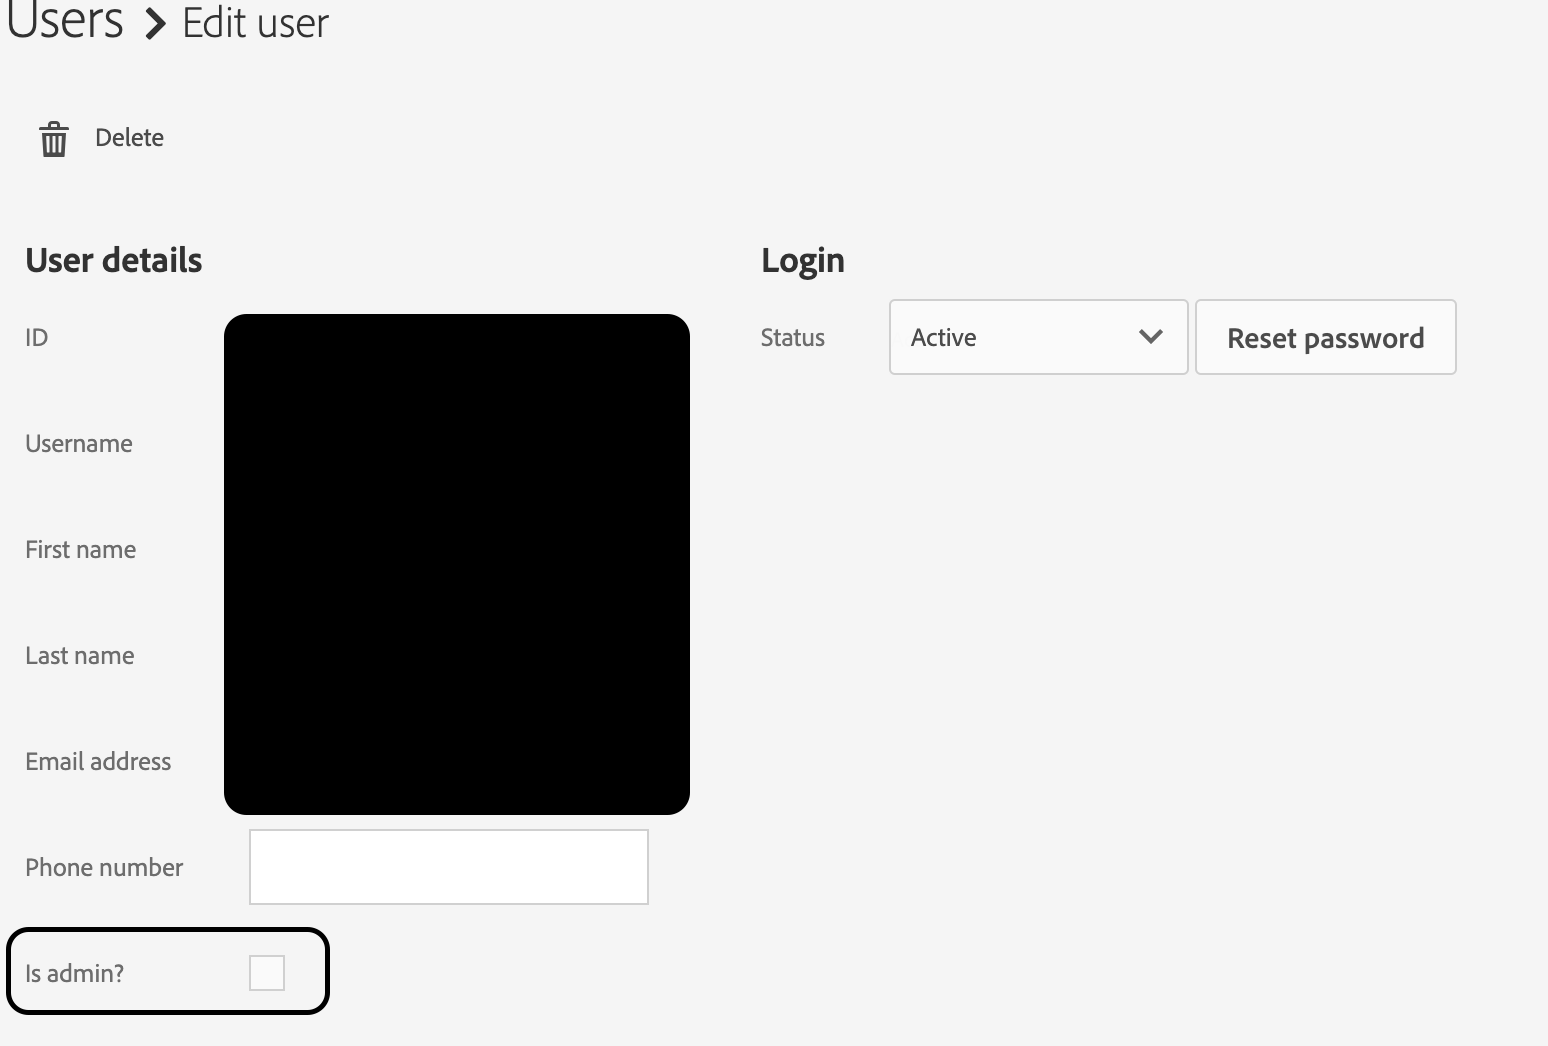 Users > Edit user
Delete
User details
ID
Username
First name
Last name
Email address
Phone number
Is admin?
Login
Status Active Reset password